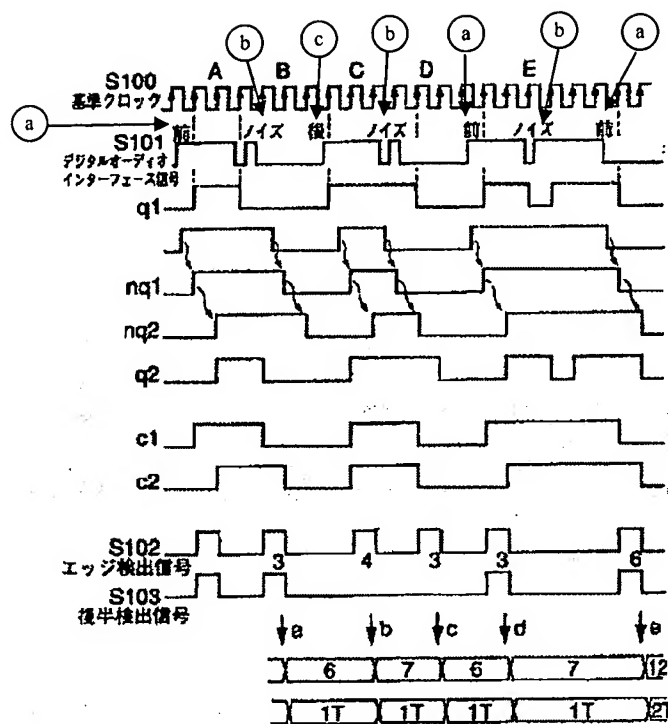 b c b a b a
A B C D E
S100
基準クロック
a 前 ノイズ 後 ノイズ 前 ノイズ 前
S101
デジタルオーディオ
インターフェース信号
q1
nq1
nq2
q2
c1
c2
S102
エッジ検出信号
3 4 3 3 6
S103
後半検出信号
a b c d e
6 7 6 7 12
1T 1T 1T 1T 2T